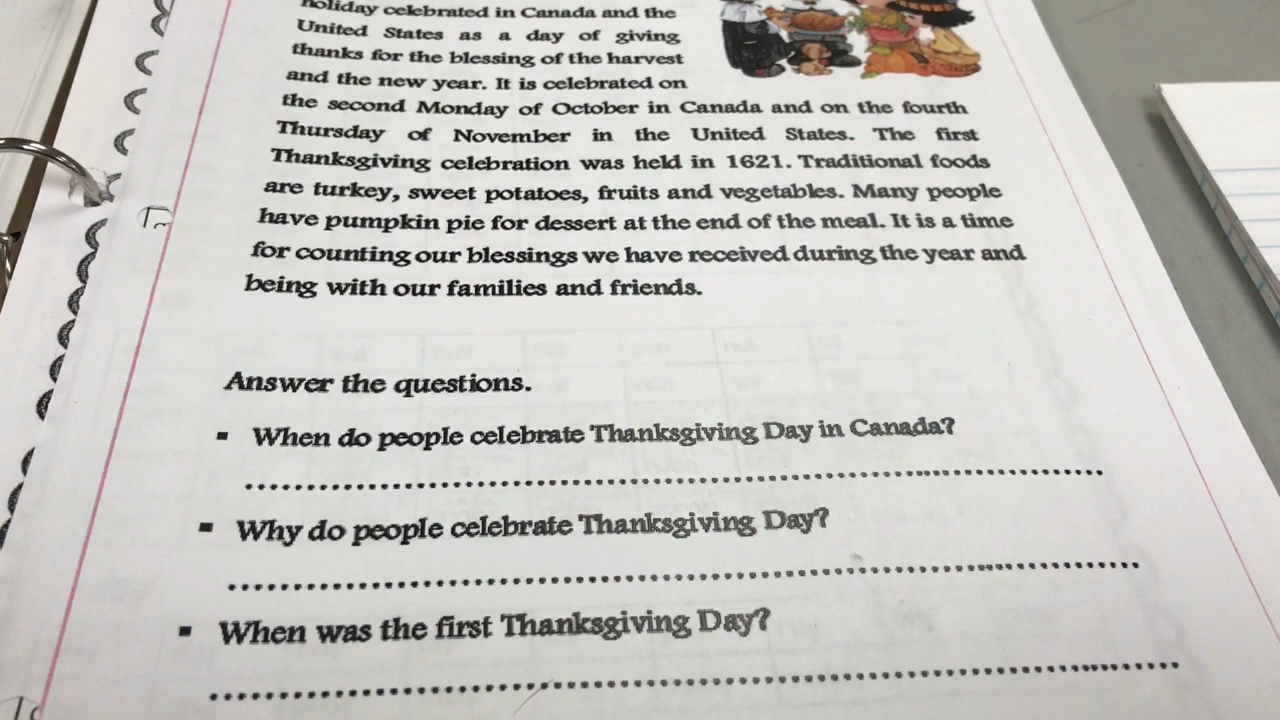 holiday celebrated in Canada and the
United States as a day of giving
thanks for the blessing of the harvest
and the new year. It is celebrated on
the second Monday of October in Canada and on the fourth
Thursday of November in the United States. The first
Thanksgiving celebration was held in 1621. Traditional foods
are turkey, sweet potatoes, fruits and vegetables. Many people
have pumpkin pie for dessert at the end of the meal. It is a time
for counting our blessings we have received during the year and
being with our families and friends.
Answer the questions.
▪ When do people celebrate Thanksgiving Day in Canada?
▪ Why do people celebrate Thanksgiving Day?
▪ When was the first Thanksgiving Day?